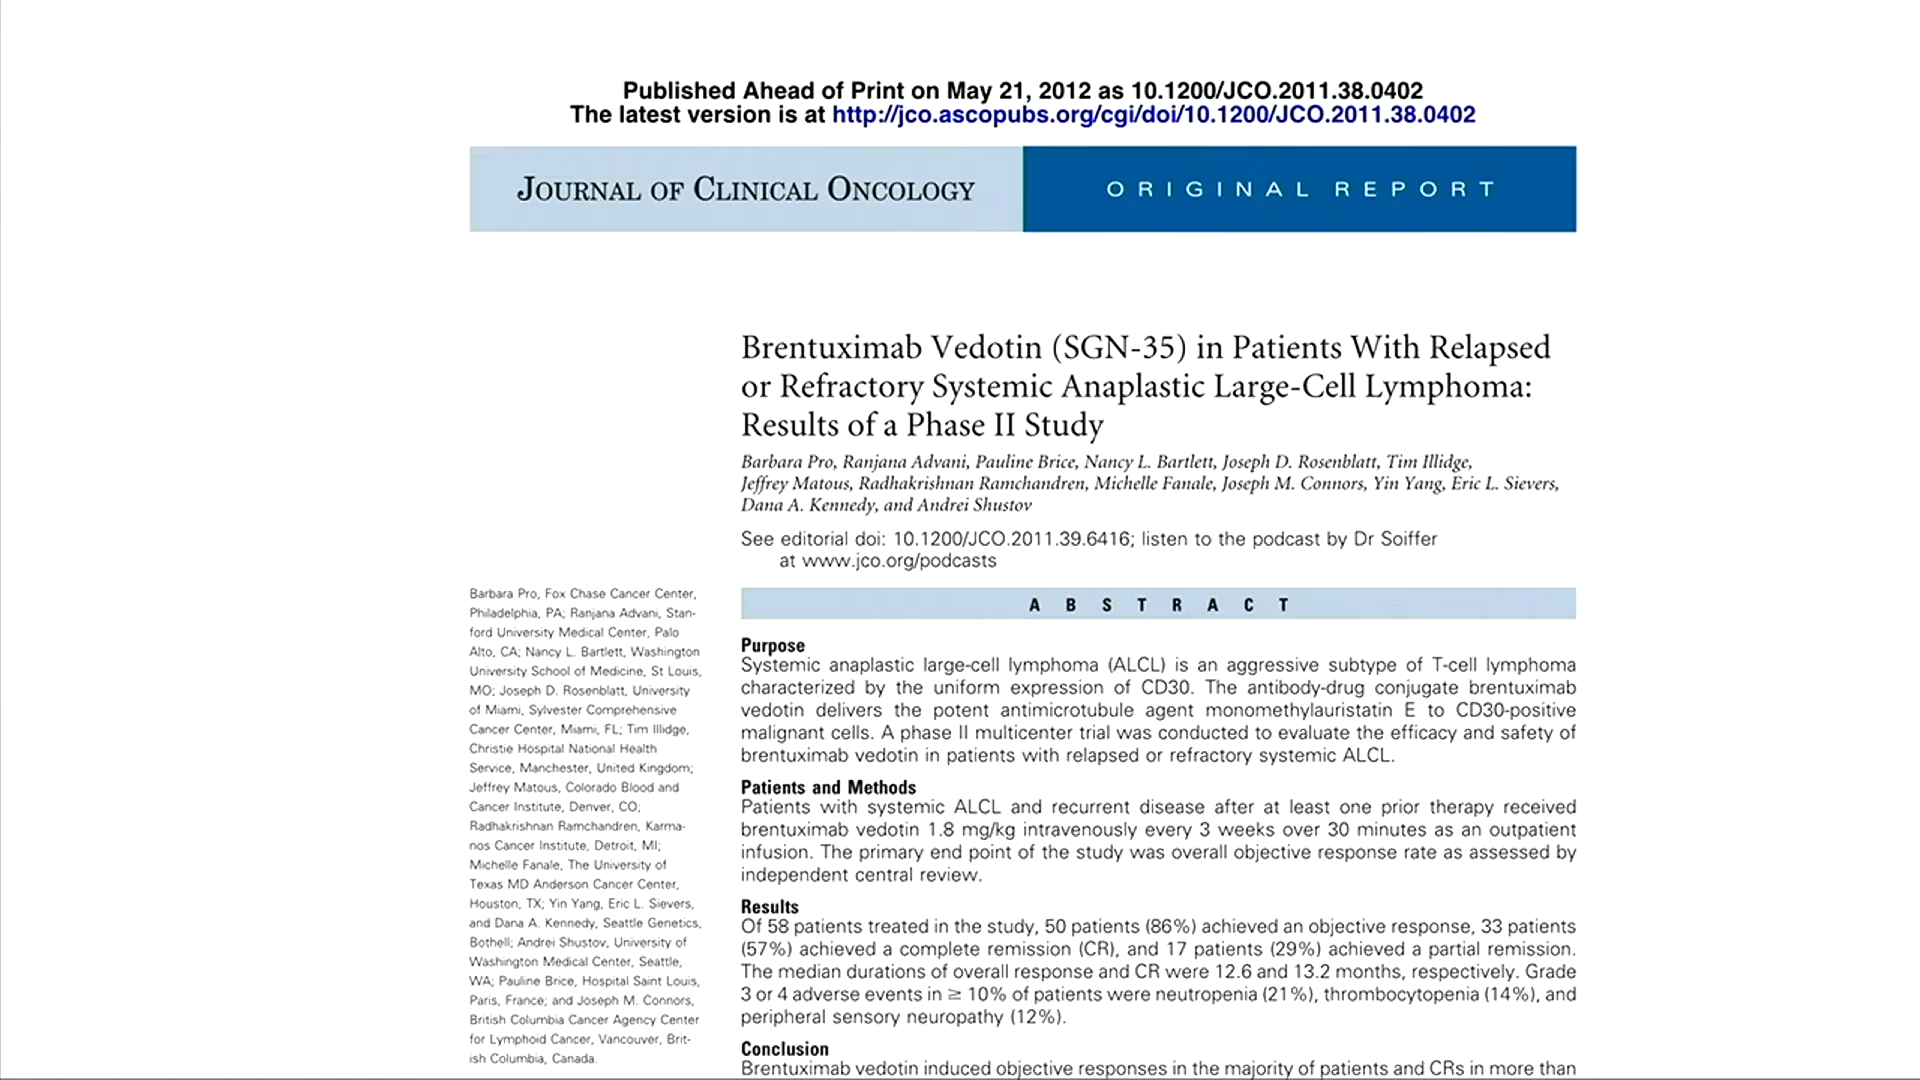 Published Ahead of Print on May 21, 2012 as 10.1200/JCO.2011.38.0402
The latest version is at http://jco.ascopubs.org/cgi/doi/10.1200/JCO.2011.38.0402
JOURNAL OF CLINICAL ONCOLOGY
ORIGINAL REPORT
Brentuximab Vedotin (SGN-35) in Patients With Relapsed
or Refractory Systemic Anaplastic Large-Cell Lymphoma:
Results of a Phase II Study
Barbara Pro, Ranjana Advani, Pauline Brice, Nancy L. Bartlett, Joseph D. Rosenblatt, Tim Illidge,
Jeffrey Matous, Radhakrishnan Ramchandren, Michelle Fanale, Joseph M. Connors, Yin Yang, Eric L. Sievers,
Dana A. Kennedy, and Andrei Shustov
See editorial doi: 10.1200/JCO.2011.39.6416; listen to the podcast by Dr Soiffer
at www.jco.org/podcasts
Barbara Pro, Fox Chase Cancer Center,
Philadelphia, PA; Ranjana Advani, Stan-
ford University Medical Center, Palo
Alto, CA; Nancy L. Bartlett, Washington
University School of Medicine, St Louis,
MO; Joseph D. Rosenblatt, University
of Miami, Sylvester Comprehensive
Cancer Center, Miami, FL; Tim Illidge,
Christie Hospital National Health
Service, Manchester, United Kingdom;
Jeffrey Matous, Colorado Blood and
Cancer Institute, Denver, CO;
Radhakrishnan Ramchandren, Karma-
nos Cancer Institute, Detroit, MI;
Michelle Fanale, The University of
Texas MD Anderson Cancer Center,
Houston, TX; Yin Yang, Eric L. Sievers,
and Dana A. Kennedy, Seattle Genetics,
Bothell; Andrei Shustov, University of
Washington Medical Center, Seattle,
WA; Pauline Brice, Hospital Saint Louis,
Paris, France; and Joseph M. Connors,
British Columbia Cancer Agency Center
for Lymphoid Cancer, Vancouver, Brit-
ish Columbia, Canada.
ABSTRACT
Purpose
Systemic anaplastic large-cell lymphoma (ALCL) is an aggressive subtype of T-cell lymphoma
characterized by the uniform expression of CD30. The antibody-drug conjugate brentuximab
vedotin delivers the potent antimicrotubule agent monomethylauristatin E to CD30-positive
malignant cells. A phase II multicenter trial was conducted to evaluate the efficacy and safety of
brentuximab vedotin in patients with relapsed or refractory systemic ALCL.
Patients and Methods
Patients with systemic ALCL and recurrent disease after at least one prior therapy received
brentuximab vedotin 1.8 mg/kg intravenously every 3 weeks over 30 minutes as an outpatient
infusion. The primary end point of the study was overall objective response rate as assessed by
independent central review.
Results
Of 58 patients treated in the study, 50 patients (86%) achieved an objective response, 33 patients
(57%) achieved a complete remission (CR), and 17 patients (29%) achieved a partial remission.
The median durations of overall response and CR were 12.6 and 13.2 months, respectively. Grade
3 or 4 adverse events in ≥ 10% of patients were neutropenia (21%), thrombocytopenia (14%), and
peripheral sensory neuropathy (12%).
Conclusion
Brentuximab vedotin induced objective responses in the majority of patients and CRs in more than